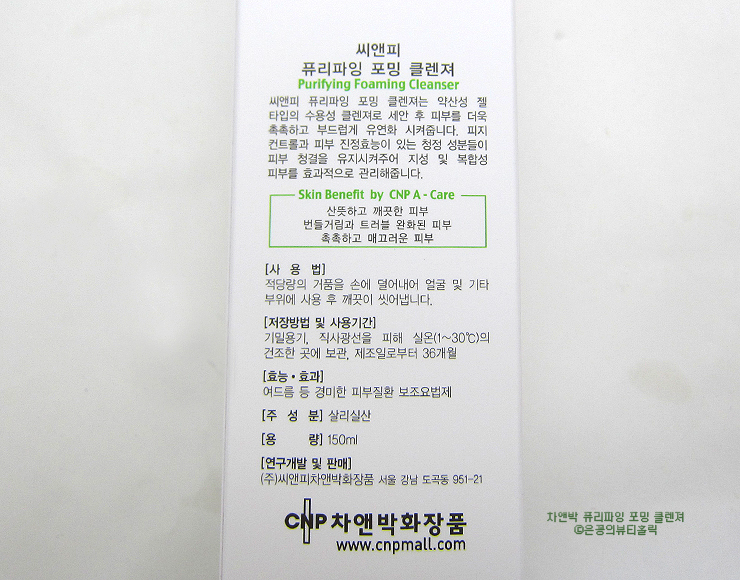 씨앤피
퓨리파잉 포밍 클렌져
Purifying Foaming Cleanser
씨앤피 퓨리파잉 포밍 클렌져는 약산성 젤
타입의 수용성 클렌져로 세안 후 피부를 더욱
촉촉하고 부드럽게 유연화 시켜줍니다. 피지
컨트롤과 피부 진정효능이 있는 청정 성분들이
피부 청결을 유지시켜주어 지성 및 복합성
피부를 효과적으로 관리해줍니다.
Skin Benefit by CNP A - Care
산뜻하고 깨끗한 피부
번들거림과 트러블 완화된 피부
촉촉하고 매끄러운 피부
[사 용 법]
적당량의 거품을 손에 덜어내어 얼굴 및 기타
부위에 사용 후 깨끗이 씻어냅니다.
[저장방법 및 사용기간]
기밀용기, 직사광선을 피해 실온(1~30℃)의
건조한 곳에 보관, 제조일로부터 36개월
[효능·효과]
여드름 등 경미한 피부질환 보조요법제
[주 성 분] 살리실산
[용 량] 150ml
[연구개발 및 판매]
(주)씨앤피차앤박화장품 서울 강남 도곡동 951-21
CNP 차앤박화장품
www.cnpmall.com
차앤박 퓨리파잉 포밍 클렌져
©은콩의뷰티홀릭